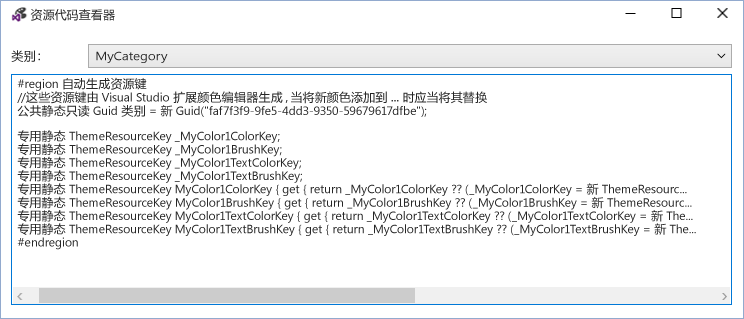 资源代码查看器
类别：
MyCategory
#region 自动生成资源键
//这些资源键由 Visual Studio 扩展颜色编辑器生成 , 当将新颜色添加到 ... 时应当将其替换
公共静态只读 Guid 类别 = 新 Guid("faf7f3f9-9fe5-4dd3-9350-59679617dfbe");
专用静态 ThemeResourceKey _MyColor1ColorKey;
专用静态 ThemeResourceKey _MyColor1BrushKey;
专用静态 ThemeResourceKey _MyColor1TextColorKey;
专用静态 ThemeResourceKey _MyColor1TextBrushKey;
专用静态 ThemeResourceKey MyColor1ColorKey { get { return _MyColor1ColorKey ?? (_MyColor1ColorKey = 新 ThemeResourc...
专用静态 ThemeResourceKey MyColor1BrushKey { get { return _MyColor1BrushKey ?? (_MyColor1BrushKey = 新 ThemeResourc...
专用静态 ThemeResourceKey MyColor1TextColorKey { get { return _MyColor1TextColorKey ?? (_MyColor1TextColorKey = 新 The...
专用静态 ThemeResourceKey MyColor1TextBrushKey { get { return _MyColor1TextBrushKey ?? (_MyColor1TextBrushKey = 新 The...
#endregion